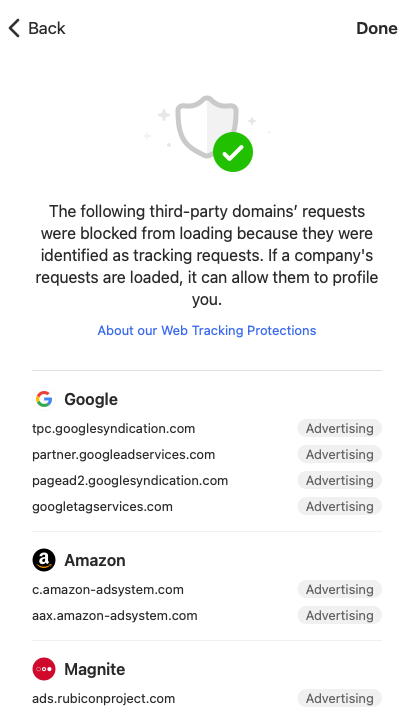 Back
Done
The following third-party domains’ requests
were blocked from loading because they were
identified as tracking requests. If a company's
requests are loaded, it can allow them to profile
you.
About our Web Tracking Protections
Google
tpc.googlesyndication.com Advertising
partner.googleadservices.com Advertising
pagead2.googlesyndication.com Advertising
googletagservices.com Advertising
Amazon
c.amazon-adsystem.com Advertising
aax.amazon-adsystem.com Advertising
Magnite
ads.rubiconproject.com Advertising